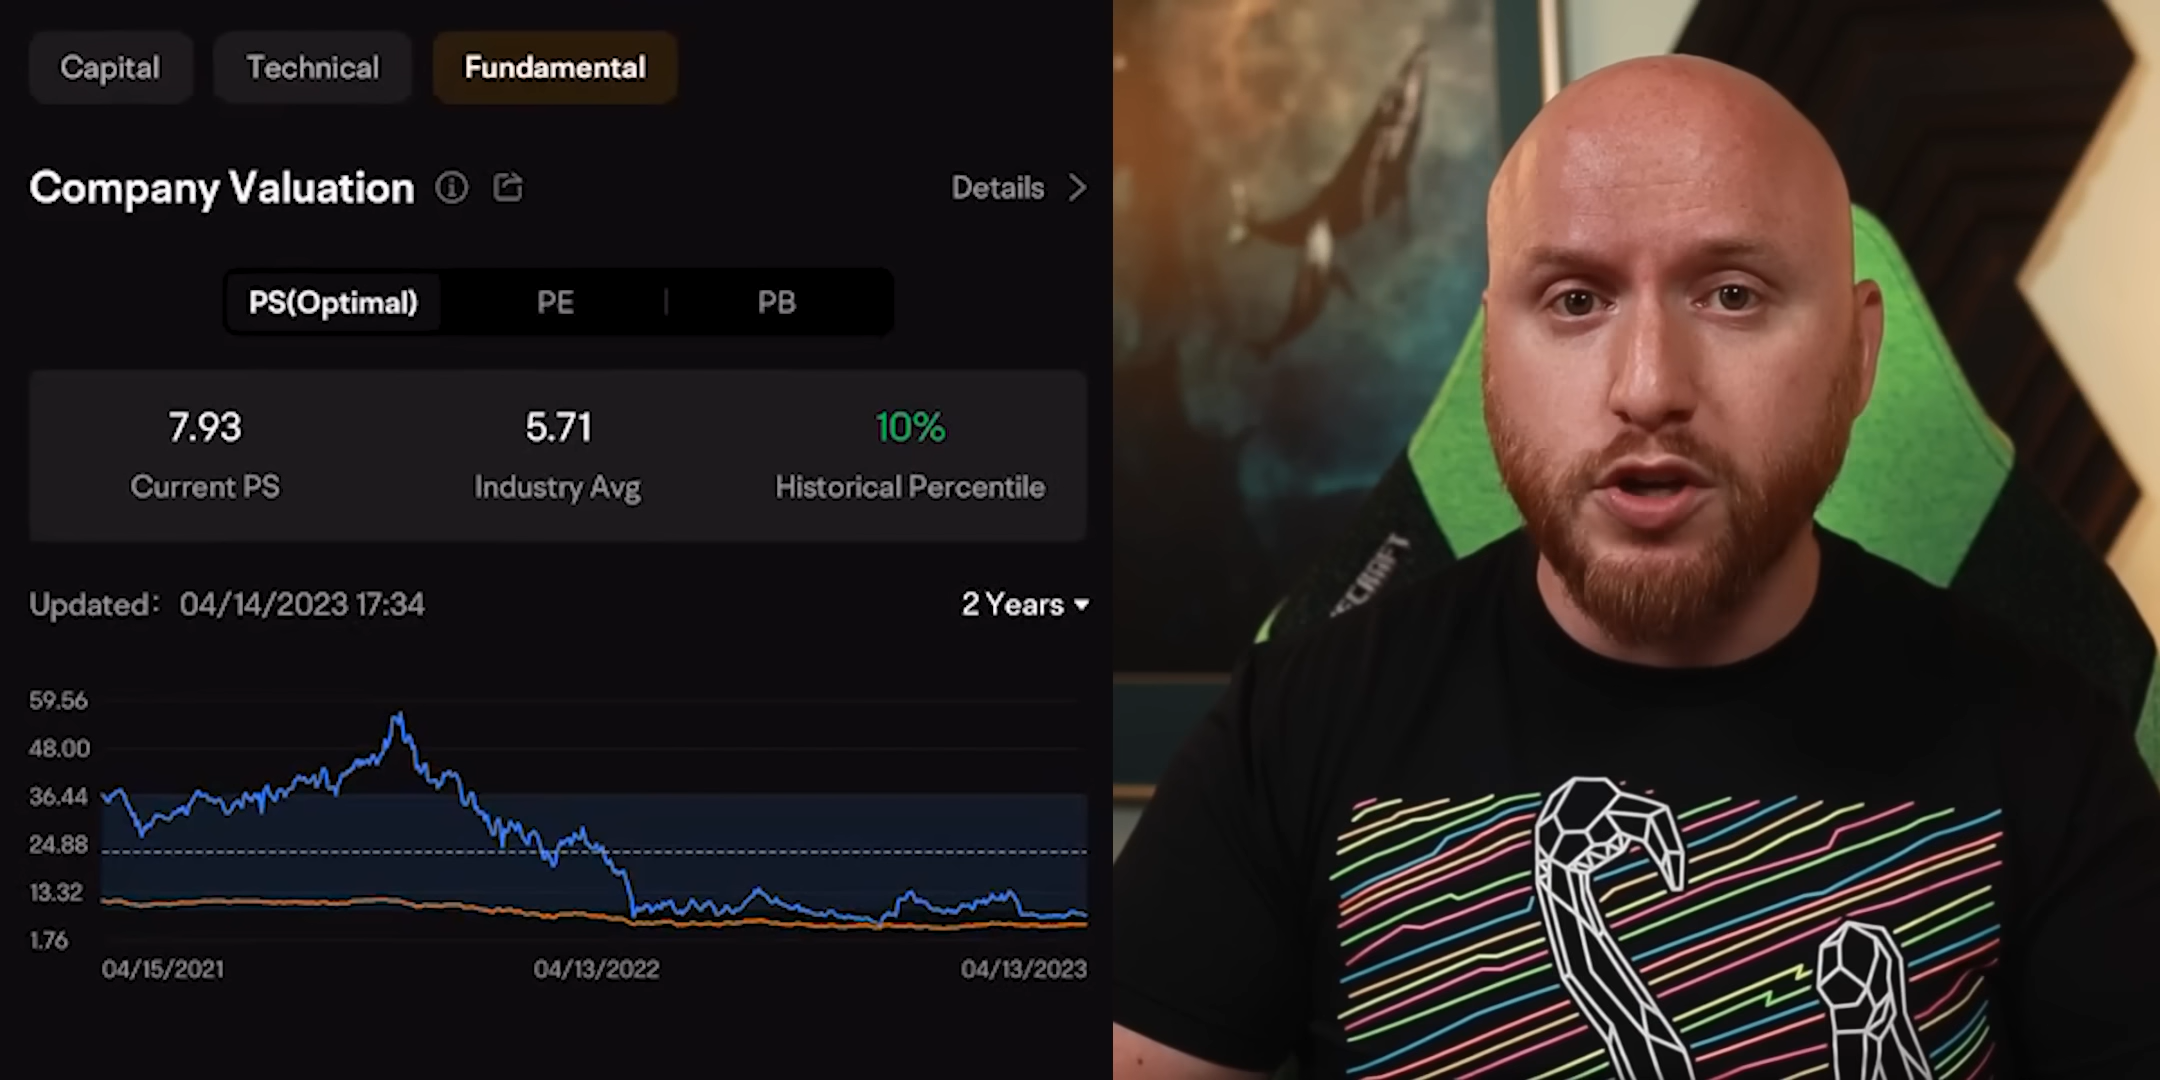 Capital Technical Fundamental
Company Valuation Details
PS(Optimal) PE PB
7.93 5.71 10%
Current PS Industry Avg Historical Percentile
Updated: 04/14/2023 17:34 2 Years
59.56
48.00
36.44
24.88
13.32
1.76
04/15/2021 04/13/2022 04/13/2023
ECRAFT